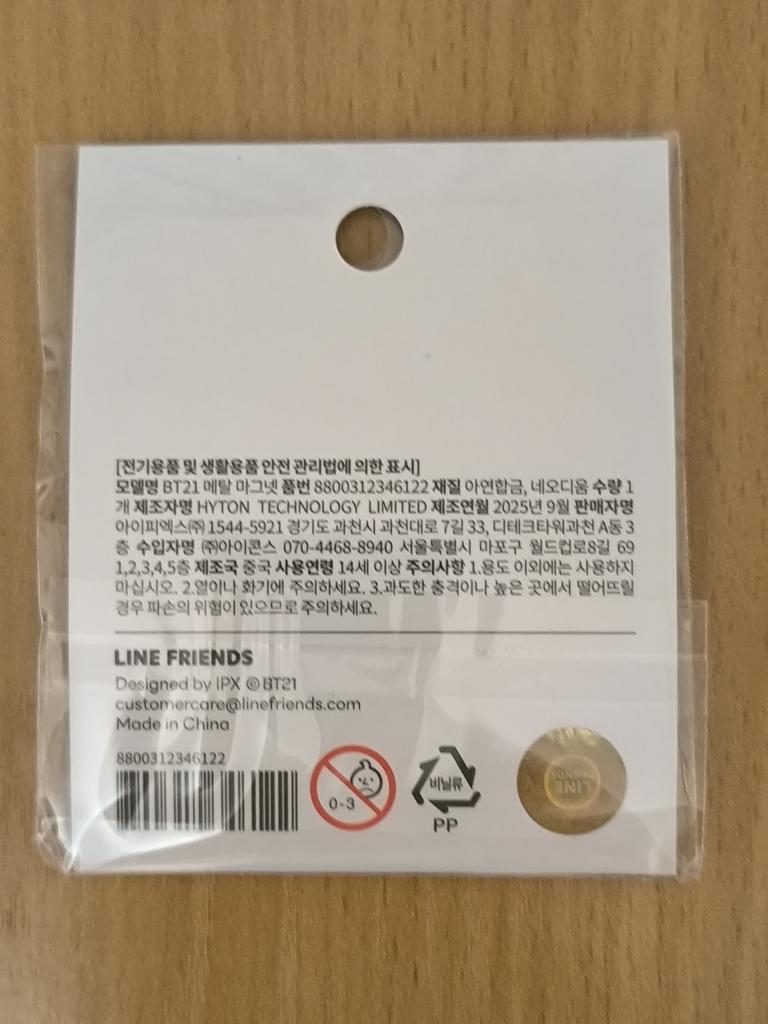 [전기용품 및 생활용품 안전 관리법에 의한 표시]
모델명 BT21 메탈 마그넷 품번 8800312346122 재질 아연합금, 네오디움 수량 1
개 제조자명 HYTON TECHNOLOGY LIMITED 제조연월 2025년 9월 판매자명
아이피엑스㈜ 1544-5921 경기도 과천시 과천대로 7길 33, 디테크타워과천 A동 3
층 수입자명 ㈜아이콘스 070-4468-8940 서울특별시 마포구 월드컵로8길 69
1,2,3,4,5층 제조국 중국 사용연령 14세 이상 주의사항 1.용도 이외에는 사용하지
마십시오. 2.열이나 화기에 주의하세요. 3.과도한 충격이나 높은 곳에서 떨어뜨릴
경우 파손의 위험이 있으므로 주의하세요.
LINE FRIENDS
Designed by IPX © BT21
customercare@linefriends.com
Made in China
8800312346122
0-3
비닐류
PP
LINE
FRIENDS